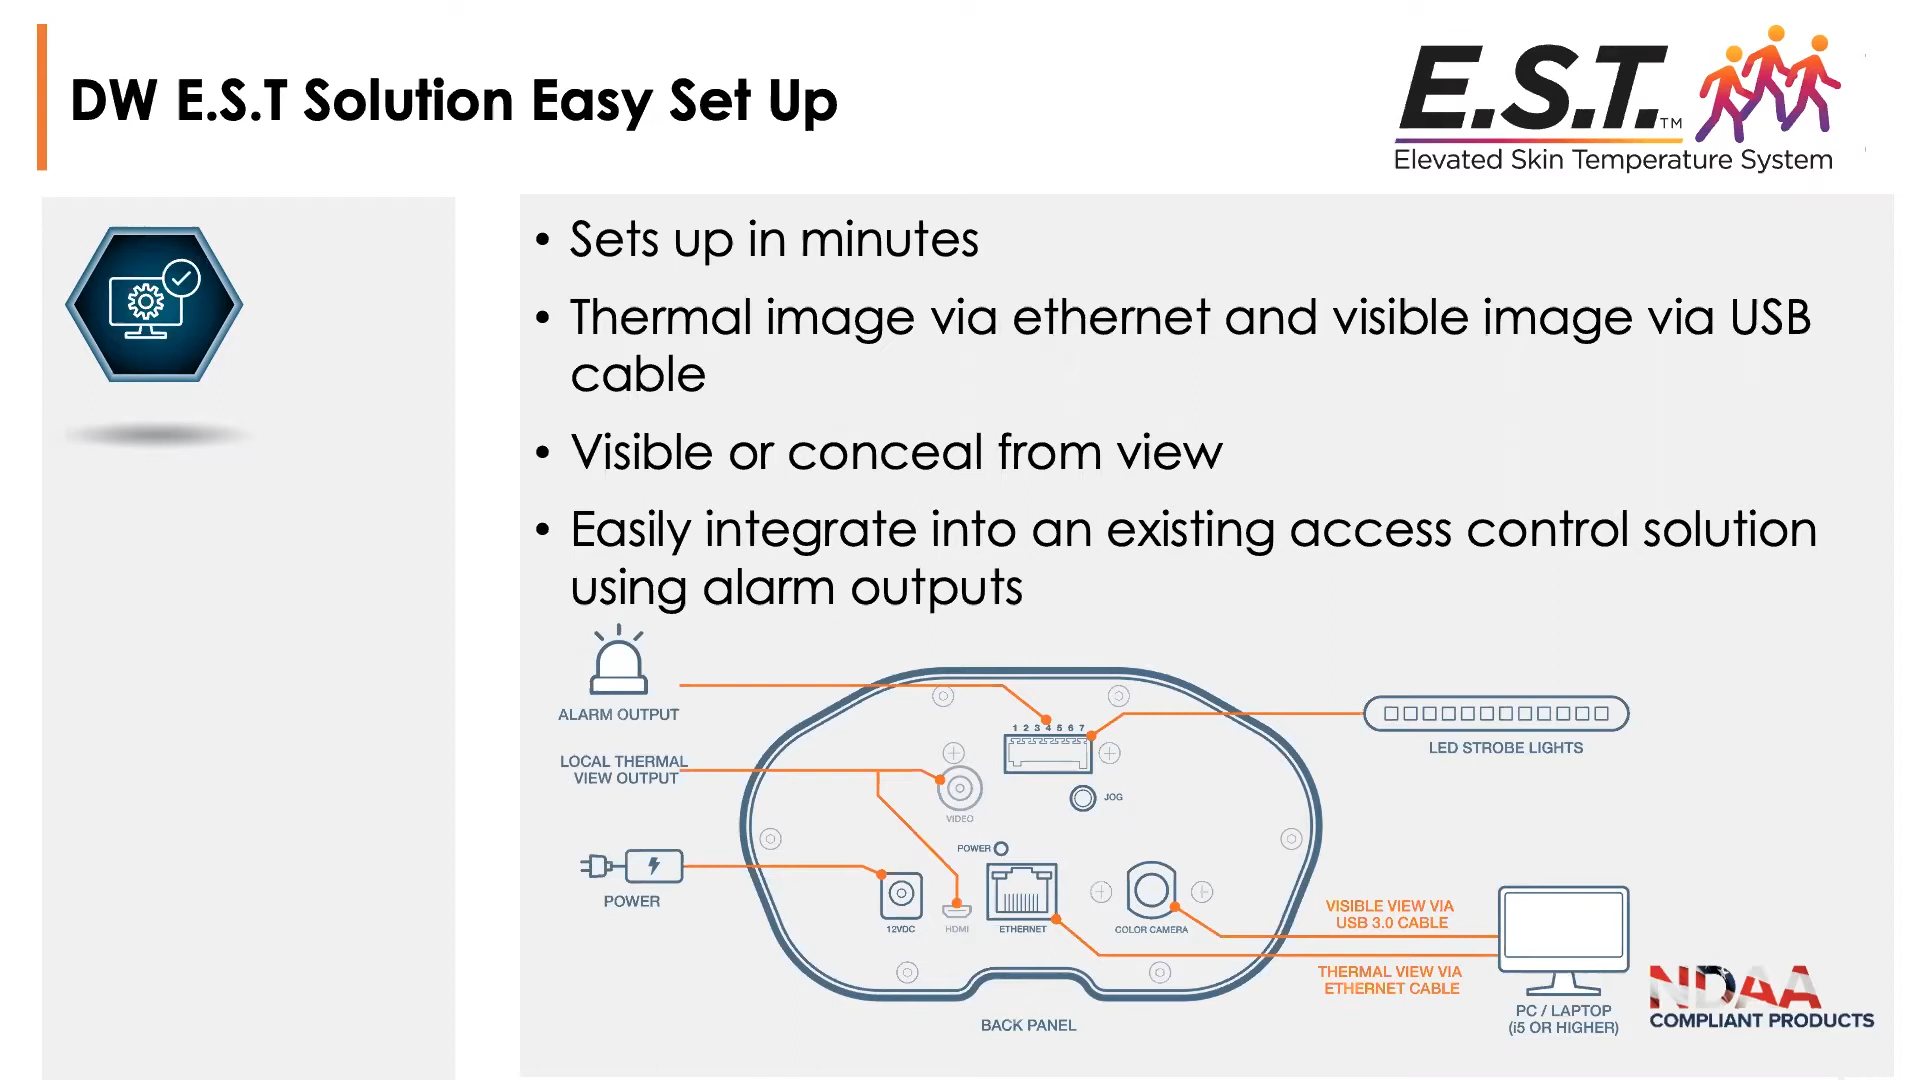 DW E.S.T Solution Easy Set Up
E.S.T.™
Elevated Skin Temperature System
• Sets up in minutes
• Thermal image via ethernet and visible image via USB
cable
• Visible or conceal from view
• Easily integrate into an existing access control solution
using alarm outputs
ALARM OUTPUT
LOCAL THERMAL
VIEW OUTPUT
POWER
1 2 3 4 5 6 7
JOG
VIDEO
POWER
12VDC
HDMI
ETHERNET
COLOR CAMERA
BACK PANEL
LED STROBE LIGHTS
VISIBLE VIEW VIA
USB 3.0 CABLE
THERMAL VIEW VIA
ETHERNET CABLE
PC / LAPTOP
(i5 OR HIGHER)
NDAA
COMPLIANT PRODUCTS